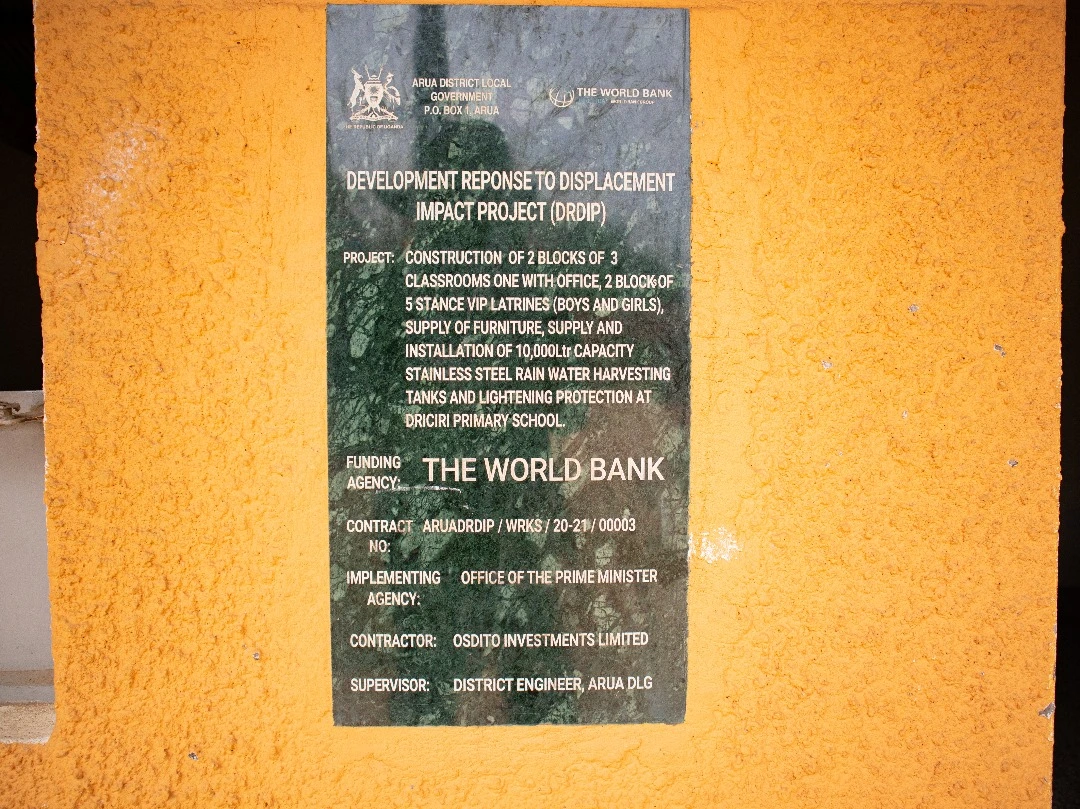 ARUA DISTRICT LOCAL
GOVERNMENT
P.O. BOX 1, ARUA
THE REPUBLIC OF UGANDA
THE WORLD BANK
DEVELOPMENT REPONSE TO DISPLACEMENT
IMPACT PROJECT (DRDIP)
PROJECT: CONSTRUCTION OF 2 BLOCKS OF 3
CLASSROOMS ONE WITH OFFICE, 2 BLOCK OF
5 STANCE VIP LATRINES (BOYS AND GIRLS),
SUPPLY OF FURNITURE, SUPPLY AND
INSTALLATION OF 10,000Ltr CAPACITY
STAINLESS STEEL RAIN WATER HARVESTING
TANKS AND LIGHTENING PROTECTION AT
DRICIRI PRIMARY SCHOOL.
FUNDING THE WORLD BANK
AGENCY:
CONTRACT ARUADRDIP / WRKS / 20-21 / 00003
NO:
IMPLEMENTING OFFICE OF THE PRIME MINISTER
AGENCY:
CONTRACTOR: OSDITO INVESTMENTS LIMITED
SUPERVISOR: DISTRICT ENGINEER, ARUA DLG